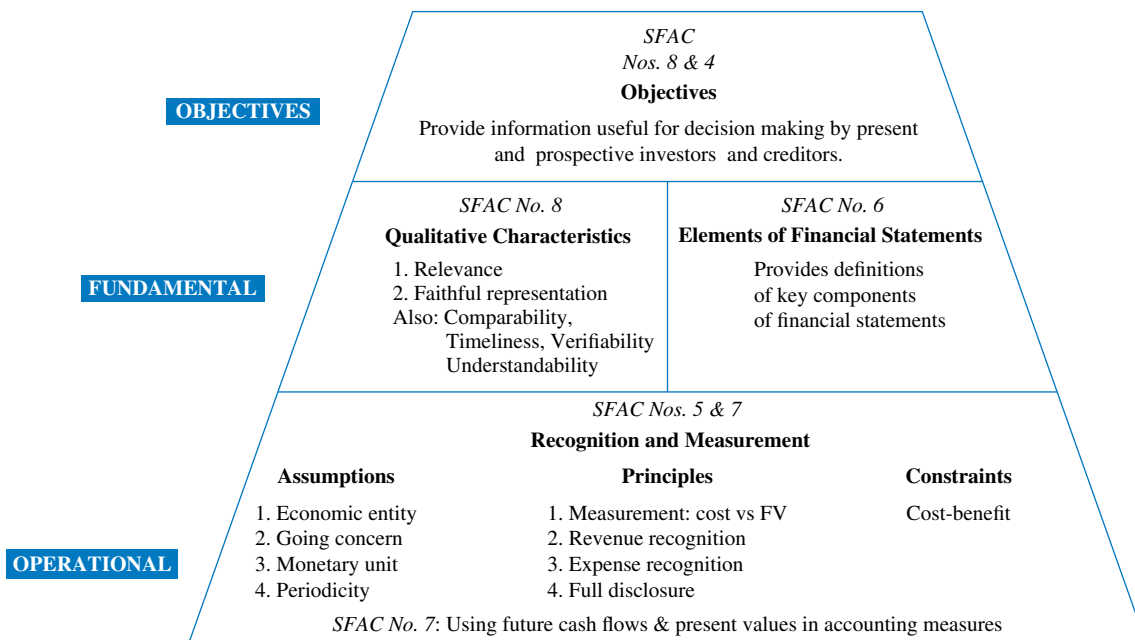 SFAC
Nos. 8 & 4
Objectives
OBJECTIVES
Provide information useful for decision making by present
and prospective investors and creditors.
SFAC No. 8
Qualitative Characteristics
1. Relevance
2. Faithful representation
Also: Comparability,
Timeliness, Verifiability
Understandability
SFAC No. 6
Elements of Financial Statements
Provides definitions
of key components
of financial statements
FUNDAMENTAL
SFAC Nos. 5 & 7
Recognition and Measurement
Assumptions
1. Economic entity
2. Going concern
3. Monetary unit
4. Periodicity
Principles
1. Measurement: cost vs FV
2. Revenue recognition
3. Expense recognition
4. Full disclosure
Constraints
Cost-benefit
OPERATIONAL
SFAC No. 7: Using future cash flows & present values in accounting measures